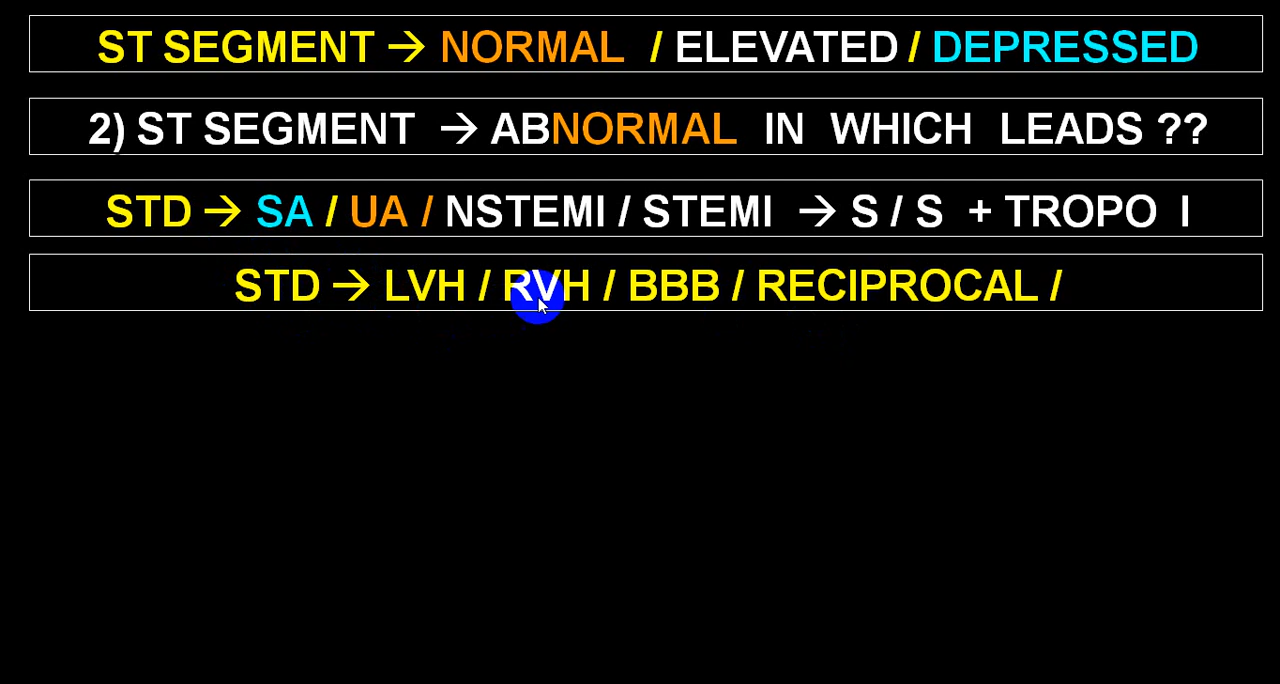 ST SEGMENT → NORMAL / ELEVATED / DEPRESSED
2) ST SEGMENT → ABNORMAL IN WHICH LEADS ??
STD → SA / UA / NSTEMI / STEMI → S / S + TROPO I
STD → LVH / RVH / BBB / RECIPROCAL /